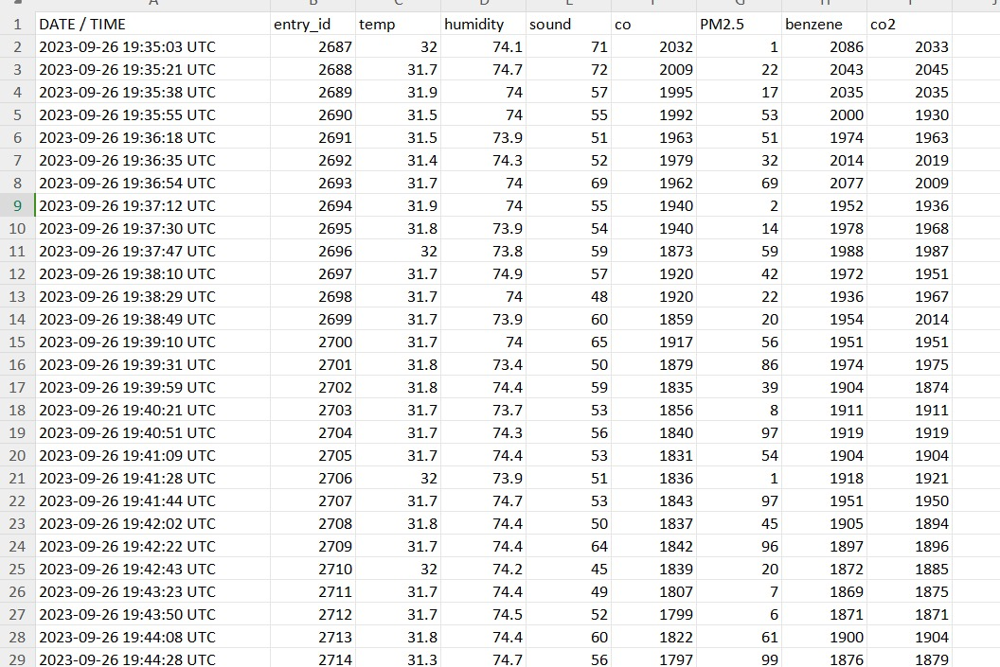 1 DATE / TIME entry_id temp humidity sound co PM2.5 benzene co2
2 2023-09-26 19:35:03 UTC 2687 32 74.1 71 2032 1 2086 2033
3 2023-09-26 19:35:21 UTC 2688 31.7 74.7 72 2009 22 2043 2045
4 2023-09-26 19:35:38 UTC 2689 31.9 74 57 1995 17 2035 2035
5 2023-09-26 19:35:55 UTC 2690 31.5 74 55 1992 53 2000 1930
6 2023-09-26 19:36:18 UTC 2691 31.5 73.9 51 1963 51 1974 1963
7 2023-09-26 19:36:35 UTC 2692 31.4 74.3 52 1979 32 2014 2019
8 2023-09-26 19:36:54 UTC 2693 31.7 74 69 1962 69 2077 2009
9 2023-09-26 19:37:12 UTC 2694 31.9 74 55 1940 2 1952 1936
10 2023-09-26 19:37:30 UTC 2695 31.8 73.9 54 1940 14 1978 1968
11 2023-09-26 19:37:47 UTC 2696 32 73.8 59 1873 59 1988 1987
12 2023-09-26 19:38:10 UTC 2697 31.7 74.9 57 1920 42 1972 1951
13 2023-09-26 19:38:29 UTC 2698 31.7 74 48 1920 22 1936 1967
14 2023-09-26 19:38:49 UTC 2699 31.7 73.9 60 1859 20 1954 2014
15 2023-09-26 19:39:10 UTC 2700 31.7 74 65 1917 56 1951 1951
16 2023-09-26 19:39:31 UTC 2701 31.8 73.4 50 1879 86 1974 1975
17 2023-09-26 19:39:59 UTC 2702 31.8 74.4 59 1835 39 1904 1874
18 2023-09-26 19:40:21 UTC 2703 31.7 73.7 53 1856 8 1911 1911
19 2023-09-26 19:40:51 UTC 2704 31.7 74.3 56 1840 97 1919 1919
20 2023-09-26 19:41:09 UTC 2705 31.7 74.4 53 1831 54 1904 1904
21 2023-09-26 19:41:28 UTC 2706 32 73.9 51 1836 1 1918 1921
22 2023-09-26 19:41:44 UTC 2707 31.7 74.7 53 1843 97 1951 1950
23 2023-09-26 19:42:02 UTC 2708 31.8 74.4 50 1837 45 1905 1894
24 2023-09-26 19:42:22 UTC 2709 31.7 74.4 64 1842 96 1897 1896
25 2023-09-26 19:42:43 UTC 2710 32 74.2 45 1839 20 1872 1885
26 2023-09-26 19:43:23 UTC 2711 31.7 74.4 49 1807 7 1869 1875
27 2023-09-26 19:43:50 UTC 2712 31.7 74.5 52 1799 6 1871 1871
28 2023-09-26 19:44:08 UTC 2713 31.8 74.4 60 1822 61 1900 1904
29 2023-09-26 19:44:28 UTC 2714 31.3 74.7 56 1797 99 1876 1879